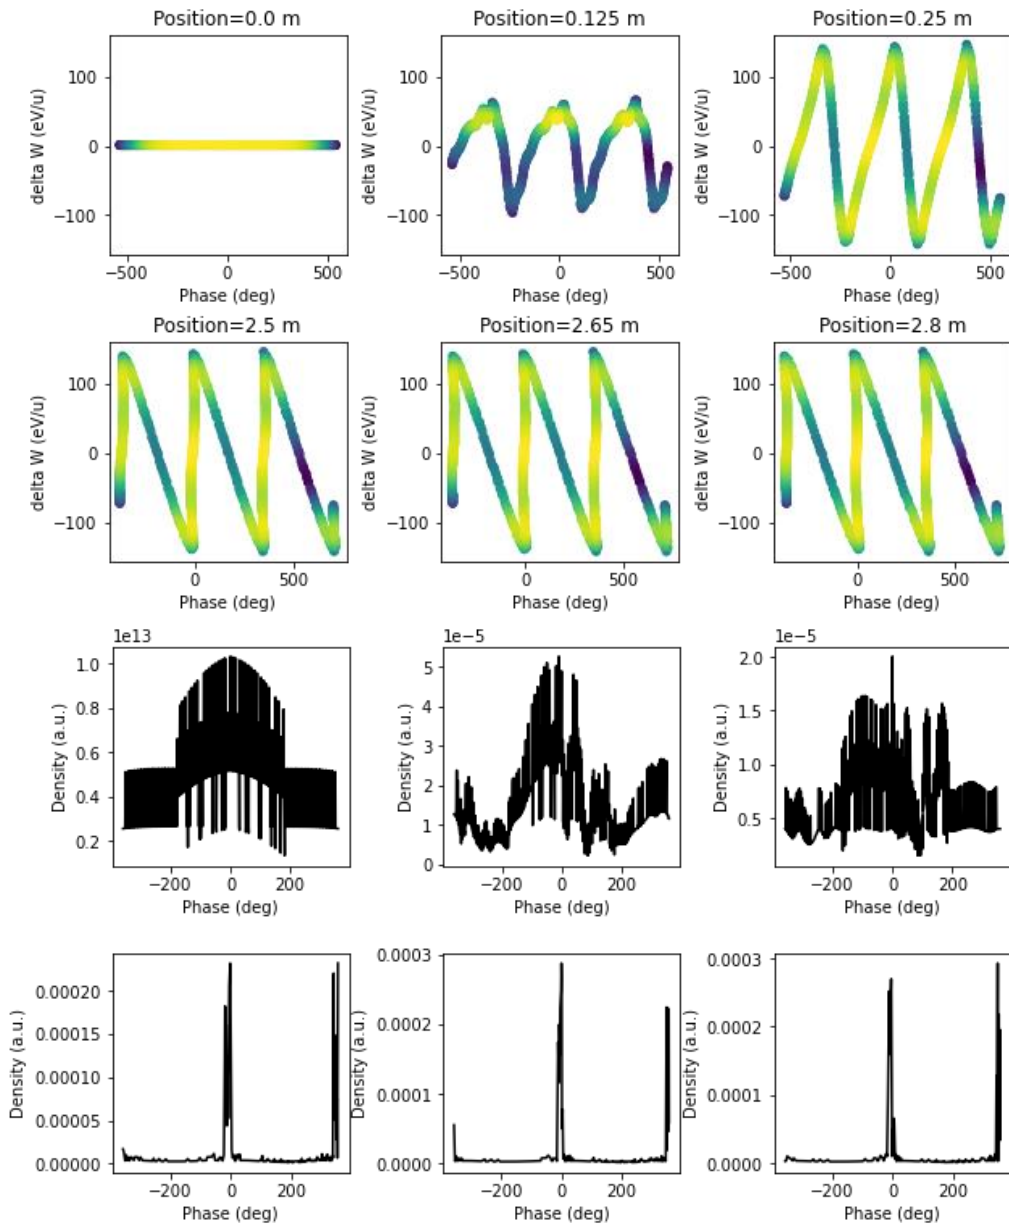 Position=0.0 m
Position=0.125 m
Position=0.25 m
delta W (eV/u)
100
0
−100
−500
0
500
Phase (deg)
delta W (eV/u)
100
0
−100
−500
0
500
Phase (deg)
delta W (eV/u)
100
0
−100
−500
0
500
Phase (deg)
Position=2.5 m
Position=2.65 m
Position=2.8 m
delta W (eV/u)
100
0
−100
0
500
Phase (deg)
delta W (eV/u)
100
0
−100
0
500
Phase (deg)
delta W (eV/u)
100
0
−100
0
500
Phase (deg)
1e13
Density (a.u.)
1.0
0.8
0.6
0.4
0.2
−200
0
200
Phase (deg)
1e−5
Density (a.u.)
5
4
3
2
1
0
−200
0
200
Phase (deg)
1e−5
Density (a.u.)
2.0
1.5
1.0
0.5
−200
0
200
Phase (deg)
Density (a.u.)
0.00020
0.00015
0.00010
0.00005
0.00000
−200
0
200
Phase (deg)
Density (a.u.)
0.0003
0.0002
0.0001
0.0000
−200
0
200
Phase (deg)
Density (a.u.)
0.0003
0.0002
0.0001
0.0000
−200
0
200
Phase (deg)